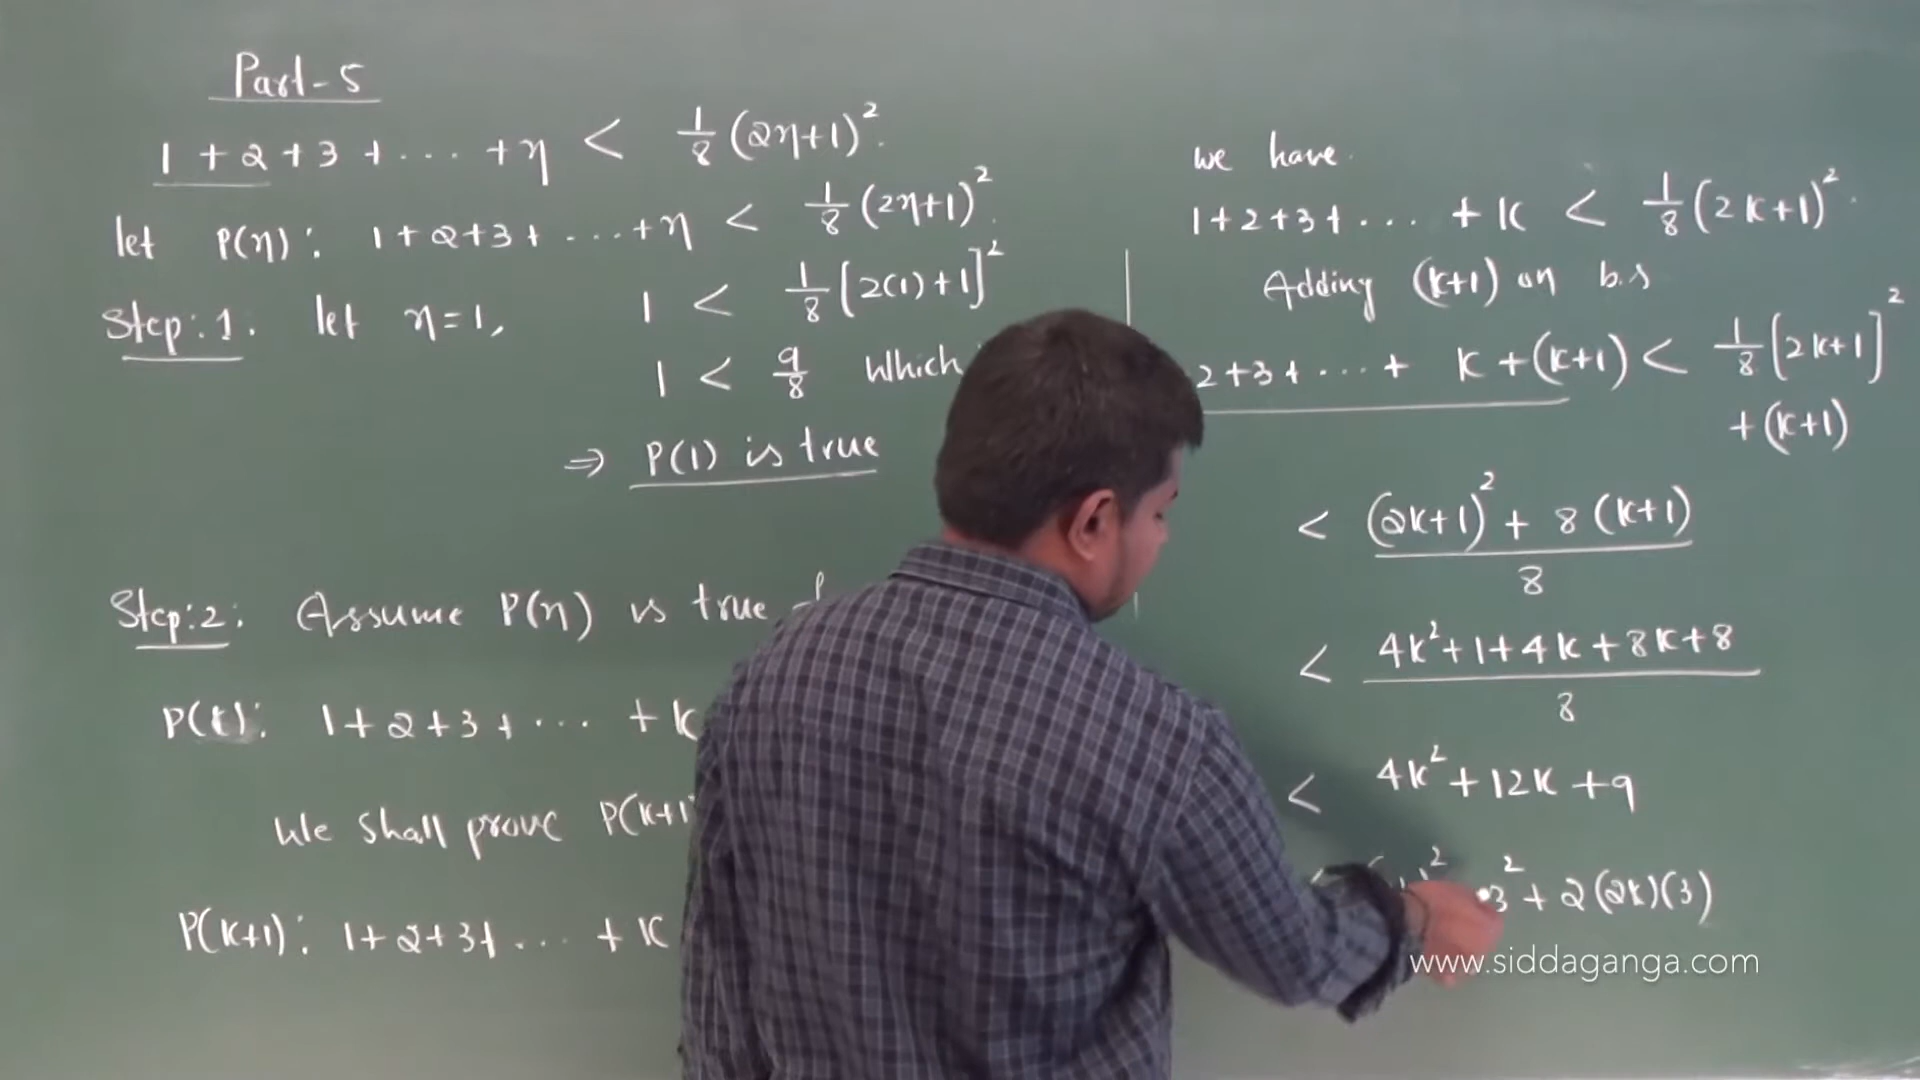 Part-5
1 + 2 + 3 + ... + n < 1/8 (2n+1)².
let P(n): 1 + 2 + 3 + ... + n < 1/8 (2n+1)².
Step:1. let n=1, 1 < 1/8 [2(1)+1]²
1 < 9/8 Which
⇒ P(1) is true
Step:2: Assume P(n) is true
P(k): 1 + 2 + 3 + ... + k
We shall prove P(k+1)
P(k+1): 1 + 2 + 3 + ... + k
we have.
1 + 2 + 3 + ... + k < 1/8 (2k+1)².
Adding (k+1) on b.s
2 + 3 + ... + k + (k+1) < 1/8 [2k+1]²
+ (k+1)
< (2k+1)² + 8 (k+1) / 8
< 4k² + 1 + 4k + 8k + 8 / 8
< 4k² + 12k + 9
3² + 2(2k)(3)
www.siddaganga.com